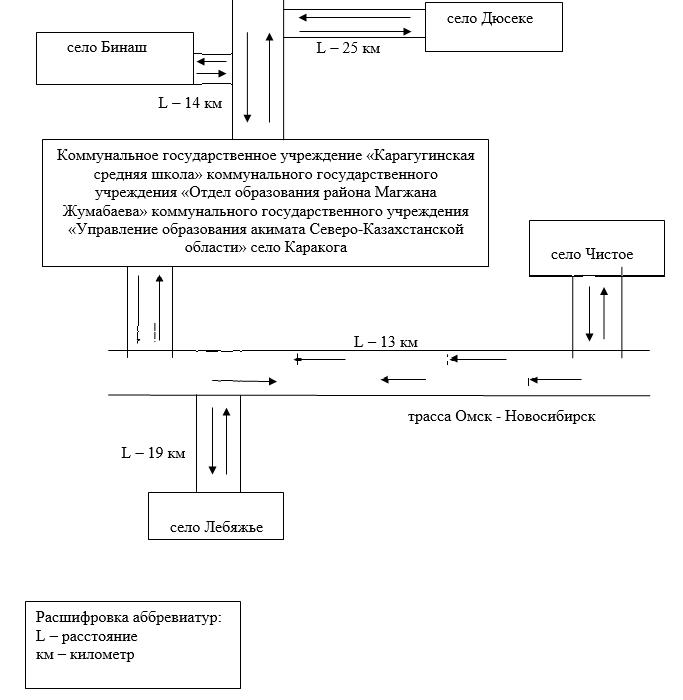 село Дюсеке
село Бинаш
L – 25 км
L – 14 км
Коммунальное государственное учреждение «Карагугинская
средняя школа» коммунального государственного
учреждения «Отдел образования района Магжана
Жумабаева» коммунального государственного учреждения
«Управление образования акимата Северо-Казахстанской
области» село Каракога
село Чистое
L – 13 км
трасса Омск - Новосибирск
L – 19 км
село Лебяжье
Расшифровка аббревиатур:
L – расстояние
км – километр